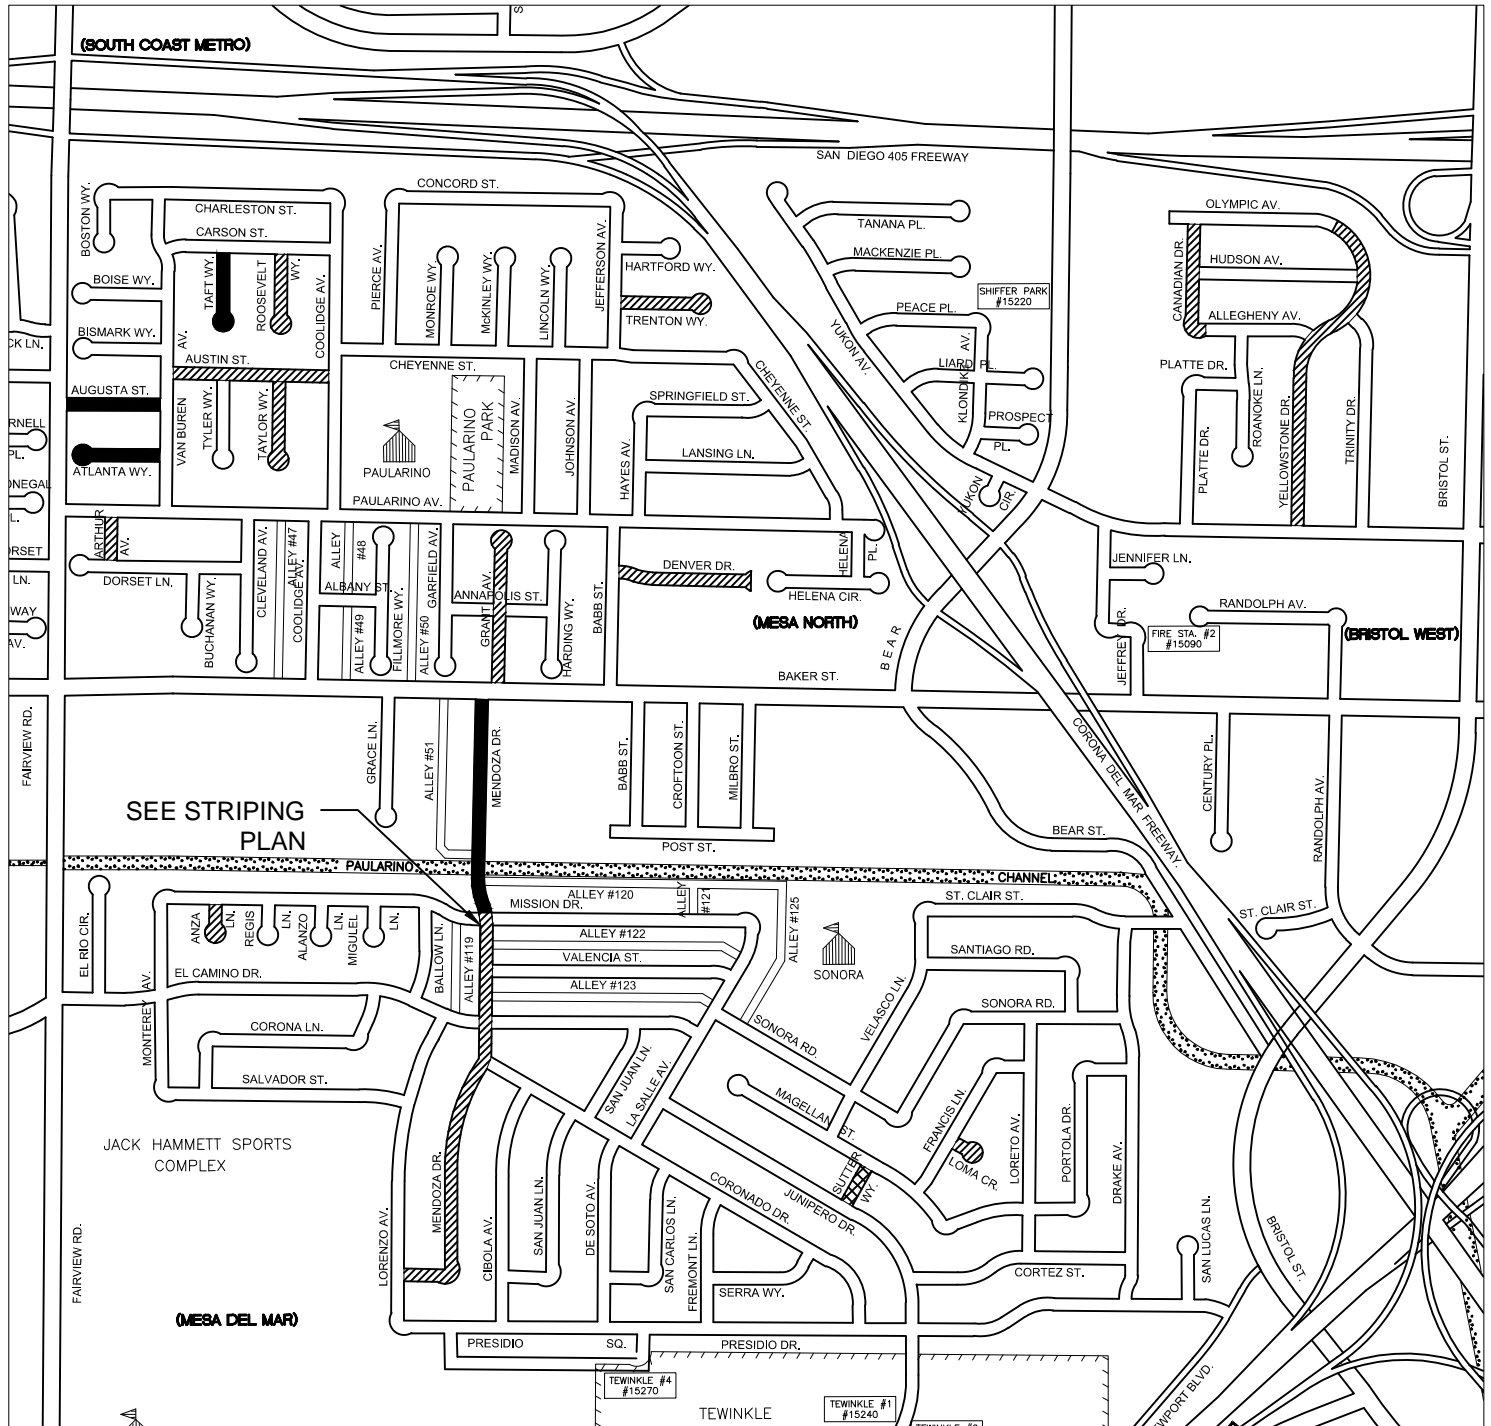 (SOUTH COAST METRO)
SAN DIEGO 405 FREEWAY
CONCORD ST.
CHARLESTON ST.
CARSON ST.
BOSTON WY.
BOISE WY.
BISMARK WY.
TAFT WY.
ROOSEVELT
WY.
COOLIDGE AV.
PIERCE AV.
MONROE WY.
McKINLEY WY.
LINCOLN WY.
JEFFERSON AV.
HARTFORD WY.
TRENTON WY.
TANANA PL.
MACKENZIE PL.
PEACE PL.
SHIFFER PARK
#15220
YUKON AV.
LIARD PL.
KLONDIKE AV.
PROSPECT
PL.
YUKON
CIR.
OLYMPIC AV.
CANADIAN DR.
HUDSON AV.
ALLEGHENY AV.
PLATTE DR.
PLATTE DR.
ROANOKE LN.
YELLOWSTONE DR.
TRINITY DR.
BRISTOL ST.
CK LN.
AUGUSTA ST.
AUSTIN ST.
VAN BUREN
AV.
TYLER WY.
TAYLOR WY.
ATLANTA WY.
RNELL
PL.
ONEGAL
L.
CHEYENNE ST.
CHEYENNE ST.
PAULARINO
PAULARINO
PARK
MADISON AV.
JOHNSON AV.
HAYES AV.
SPRINGFIELD ST.
LANSING LN.
PAULARINO AV.
ARTHUR
AV.
ORSET
LN.
WAY
AV.
DORSET LN.
BUCHANAN WY.
CLEVELAND AV.
ALLEY #47
COOLIDGE AV.
ALLEY
#48
ALBANY ST.
ALLEY #49
FILLMORE WY.
ALLEY #50
GARFIELD AV.
GRANT
AV.
ANNAPOLIS ST.
HARDING WY.
BABB ST.
DENVER DR.
HELENA
PL.
HELENA CIR.
(MESA NORTH)
BEAR
BAKER ST.
JENNIFER LN.
JEFFREY DR.
RANDOLPH AV.
FIRE STA. #2
#15090
(BRISTOL WEST)
FAIRVIEW RD.
GRACE LN.
ALLEY #51
MENDOZA DR.
BABB ST.
CROFTOON ST.
MILBRO ST.
POST ST.
CORONA DEL MAR FREEWAY
CENTURY PL.
RANDOLPH AV.
BEAR ST.
SEE STRIPING
PLAN
PAULARINO
CHANNEL
EL RIO CIR.
ANZA
LN.
REGIS
LN.
ALANZO
LN.
MIGULEL
LN.
BALLOW LN.
ALLEY #119
MISSION DR.
ALLEY #120
ALLEY
#121
ALLEY #122
VALENCIA ST.
ALLEY #123
ALLEY #125
SONORA
ST. CLAIR ST.
ST. CLAIR ST.
SANTIAGO RD.
SONORA RD.
SONORA RD.
VELASCO LN.
EL CAMINO DR.
MONTEREY AV.
CORONA LN.
SALVADOR ST.
SAN JUAN LN.
LA SALLE AV.
MAGELLAN ST.
FRANCIS LN.
LOMA CR.
LORETO AV.
PORTOLA DR.
DRAKE AV.
SUTTER
WY.
JUNIPERO DR.
CORONADO DR.
JACK HAMMETT SPORTS
COMPLEX
FAIRVIEW RD.
LORENZO AV.
MENDOZA DR.
CIBOLA AV.
SAN JUAN LN.
DE SOTO AV.
SAN CARLOS LN.
FREMONT LN.
SERRA WY.
CORTEZ ST.
SAN LUCAS LN.
BRISTOL ST.
(MESA DEL MAR)
PRESIDIO
SQ.
PRESIDIO DR.
TEWINKLE #4
#15270
TEWINKLE
TEWINKLE #1
#15240
WPORT BLVD.